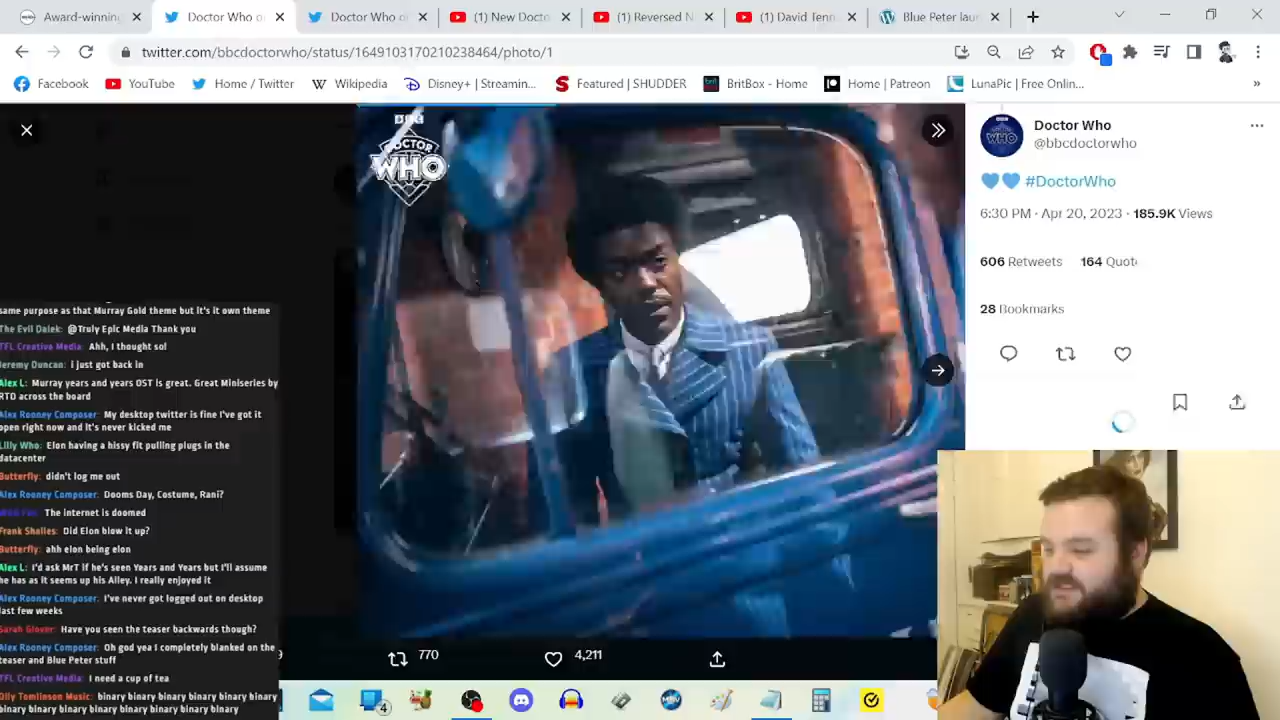 Award-winning
Doctor Who o
Doctor Who o
(1) New Docto
(1) Reversed N
(1) David Tenn
Blue Peter lau
twitter.com/bbcdoctorwho/status/1649103170210238464/photo/1
Facebook
YouTube
Home / Twitter
Wikipedia
Disney+ | Streamin...
Featured | SHUDDER
BritBox - Home
Home | Patreon
LunaPic | Free Onlin...
»
BBC
DOCTOR
WHO
Doctor Who
@bbcdoctorwho
#DoctorWho
6:30 PM · Apr 20, 2023 · 185.9K Views
606 Retweets 164 Quot
28 Bookmarks
same purpose as that Murray Gold theme but it's it own theme
The Evil Dalek: @Truly Epic Media Thank you
TFL Creative Media: Ahh, I thought so!
Jeremy Duncan: i just got back in
Alex L: Murray years and years OST is great. Great Miniseries by
RTD across the board
Alex Rooney Composer: My desktop twitter is fine I've got it
open right now and it's never kicked me
Lilly Who: Elon having a hissy fit pulling plugs in the
datacenter
Butterfly: didn't log me out
Alex Rooney Composer: Dooms Day, Costume, Rani?
The internet is doomed
Frank Shailes: Did Elon blow it up?
Butterfly: ahh elon being elon
Alex L: I'd ask MrT if he's seen Years and Years but I'll assume
he has as it seems up his Alley. I really enjoyed it
Alex Rooney Composer: I've never got logged out on desktop
last few weeks
Sarah Glover: Have you seen the teaser backwards though?
Alex Rooney Composer: Oh god yea I completely blanked on the
teaser and Blue Peter stuff
TFL Creative Media: I need a cup of tea
Olly Tomlinson Music: binary binary binary binary binary binary
binary binary binary binary binary binary binary
770
4,211
4